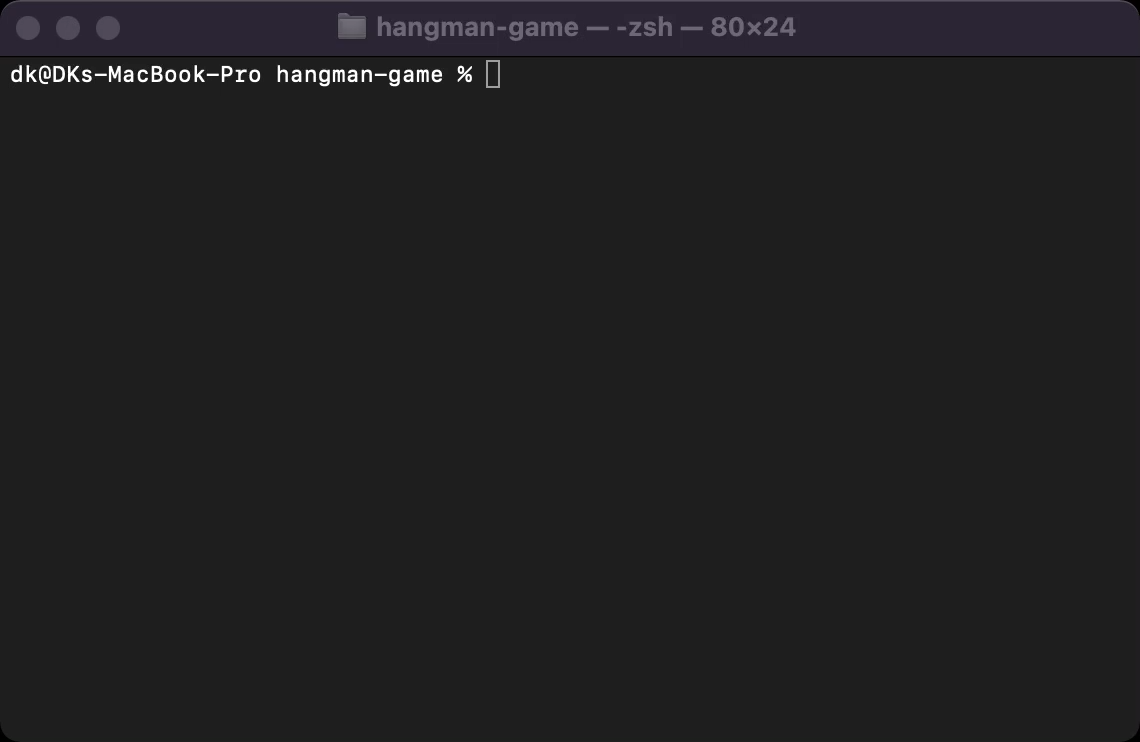 hangman-game — -zsh — 80×24
dk@DKs-MacBook-Pro hangman-game %